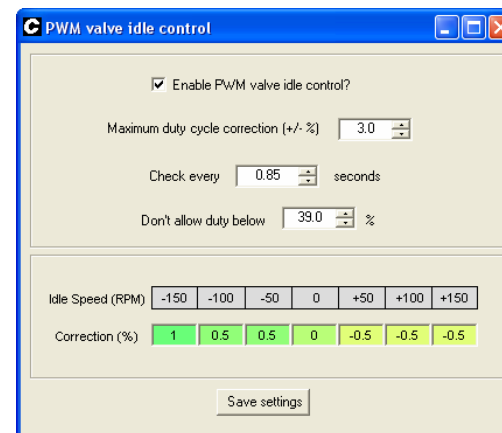 PWM valve idle control
Enable PWM valve idle control?
Maximum duty cycle correction (+/- %) 3.0
Check every 0.85 seconds
Don't allow duty below 39.0 %
Idle Speed (RPM) -150 -100 -50 0 +50 +100 +150
Correction (%) 1 0.5 0.5 0 -0.5 -0.5 -0.5
Save settings